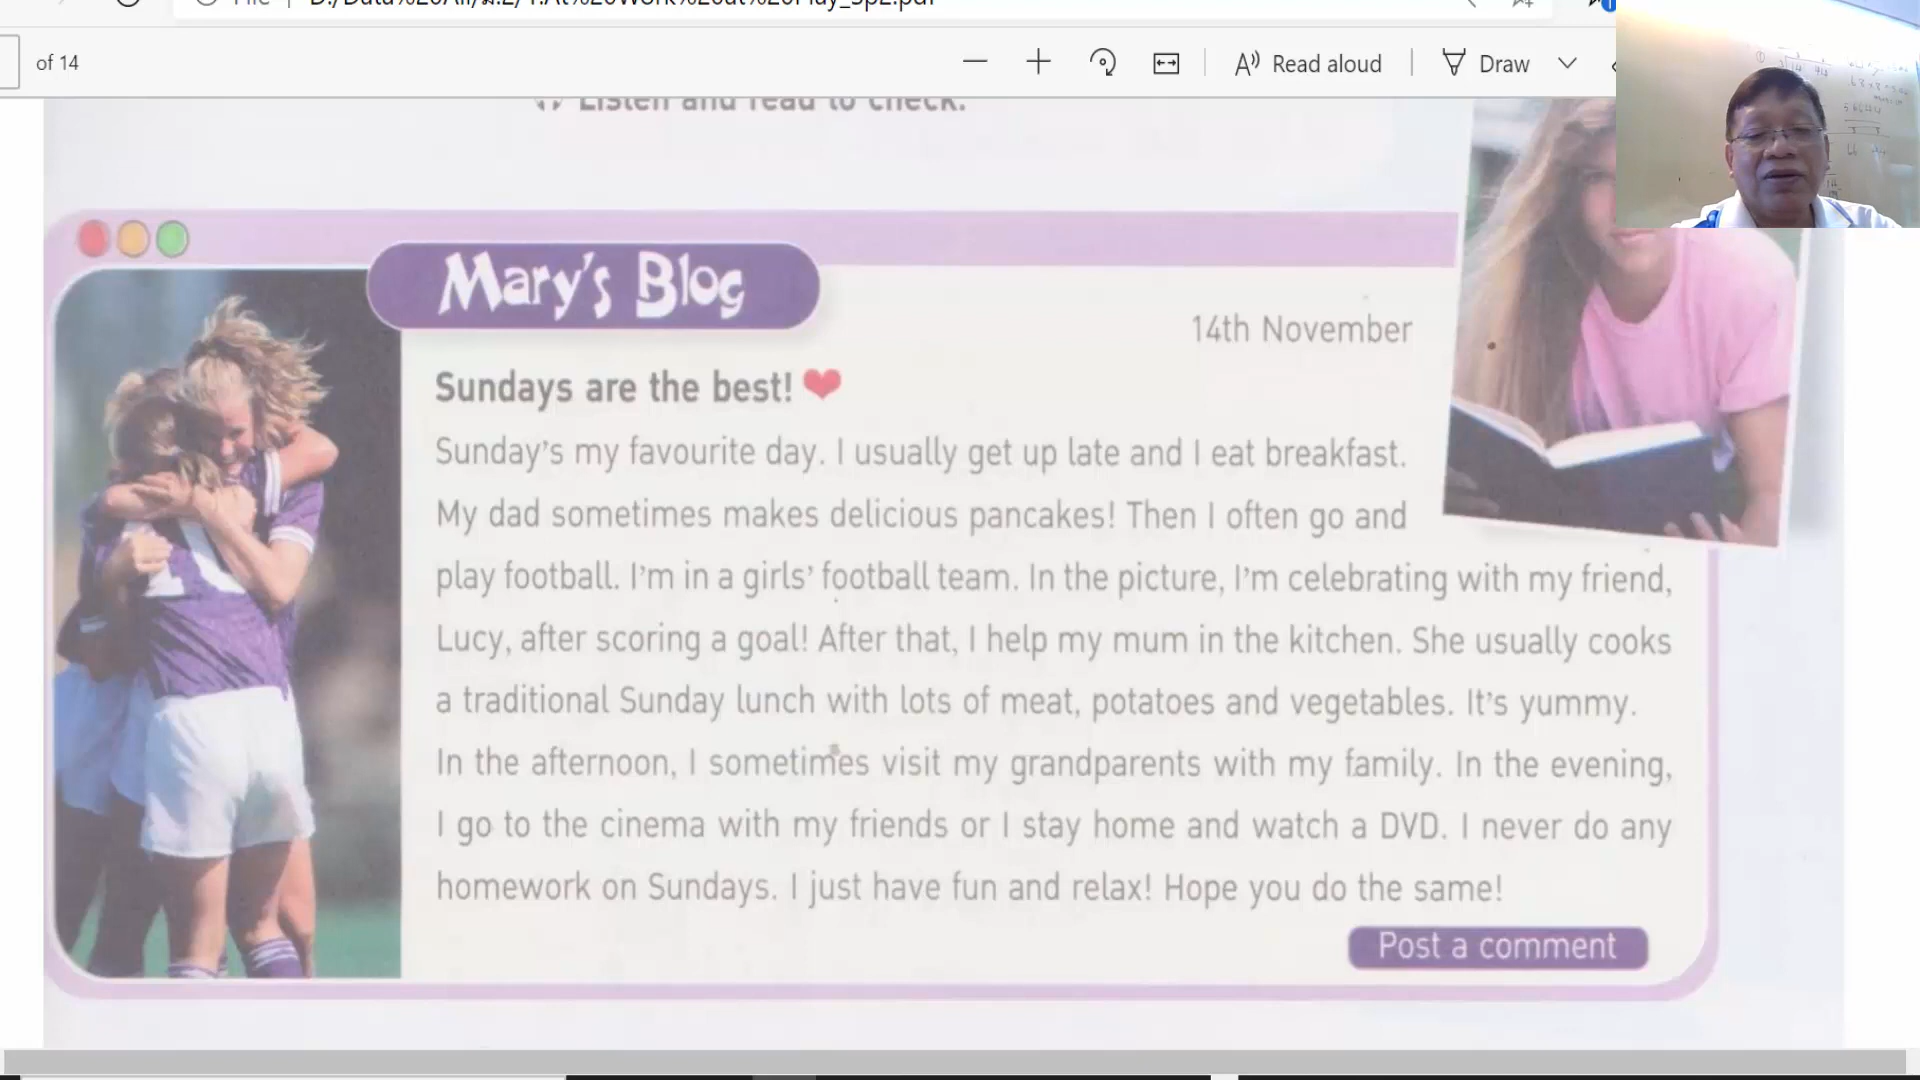 of 14
Read aloud
Draw
Listen and read to check.
Mary's Blog
14th November
Sundays are the best!
Sunday's my favourite day. I usually get up late and I eat breakfast.
My dad sometimes makes delicious pancakes! Then I often go and
play football. I'm in a girls' football team. In the picture, I'm celebrating with my friend,
Lucy, after scoring a goal! After that, I help my mum in the kitchen. She usually cooks
a traditional Sunday lunch with lots of meat, potatoes and vegetables. It's yummy.
In the afternoon, I sometimes visit my grandparents with my family. In the evening,
I go to the cinema with my friends or I stay home and watch a DVD. I never do any
homework on Sundays. I just have fun and relax! Hope you do the same!
Post a comment